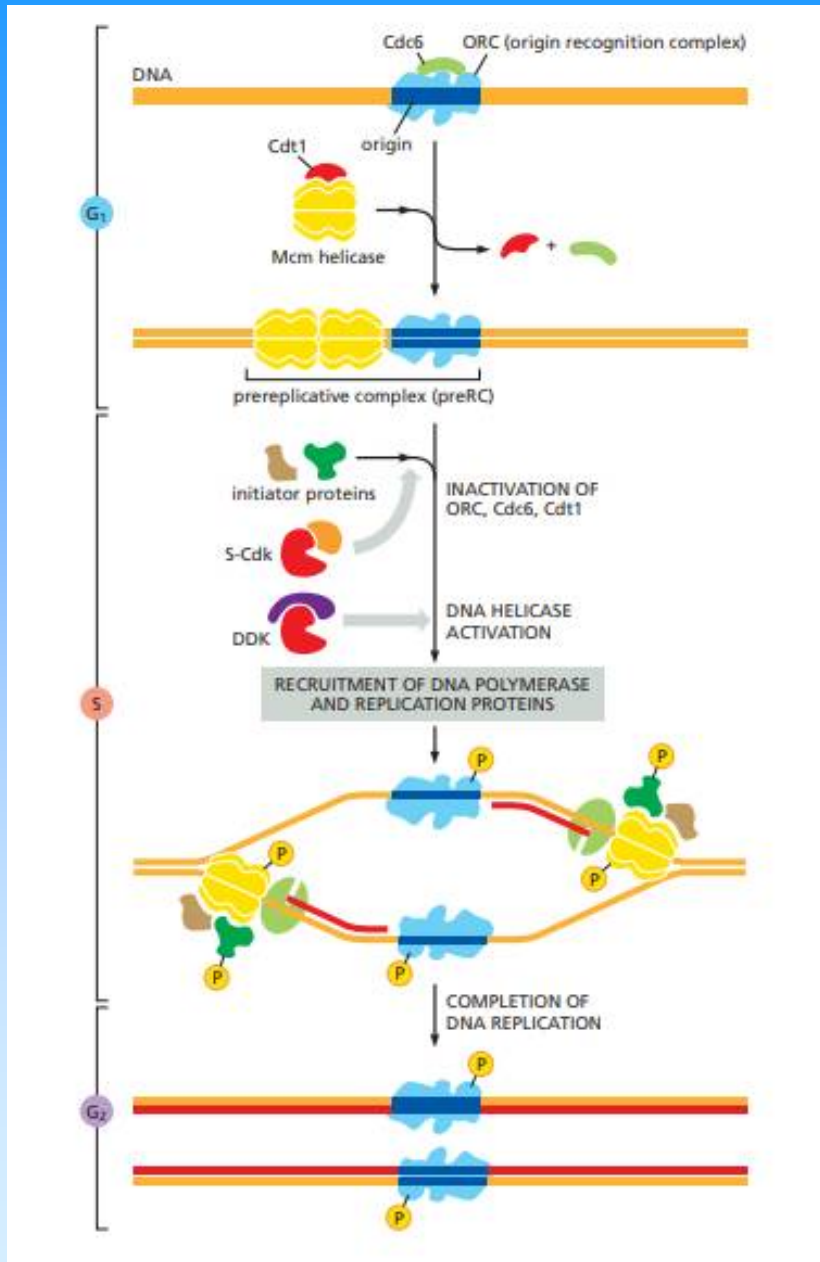 Cdc6
ORC (origin recognition complex)
DNA
origin
Cdt1
G1
Mcm helicase
+
prereplicative complex (preRC)
initiator proteins
INACTIVATION OF
ORC, Cdc6, Cdt1
S-Cdk
DDK
DNA HELICASE
ACTIVATION
RECRUITMENT OF DNA POLYMERASE
AND REPLICATION PROTEINS
S
P
P
P
P
P
P
COMPLETION OF
DNA REPLICATION
P
G2
P